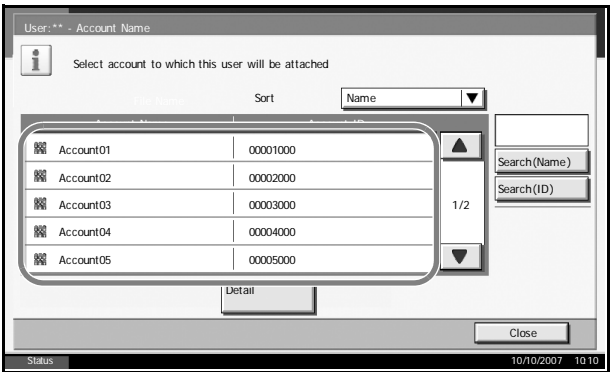 User:** - Account Name
Select account to which this user will be attached
Sort
Name
Account01 00001000
Account02 00002000
Account03 00003000
Account04 00004000
Account05 00005000
1/2
Search(Name)
Search(ID)
Detail
Close
Status
10/10/2007 10:10